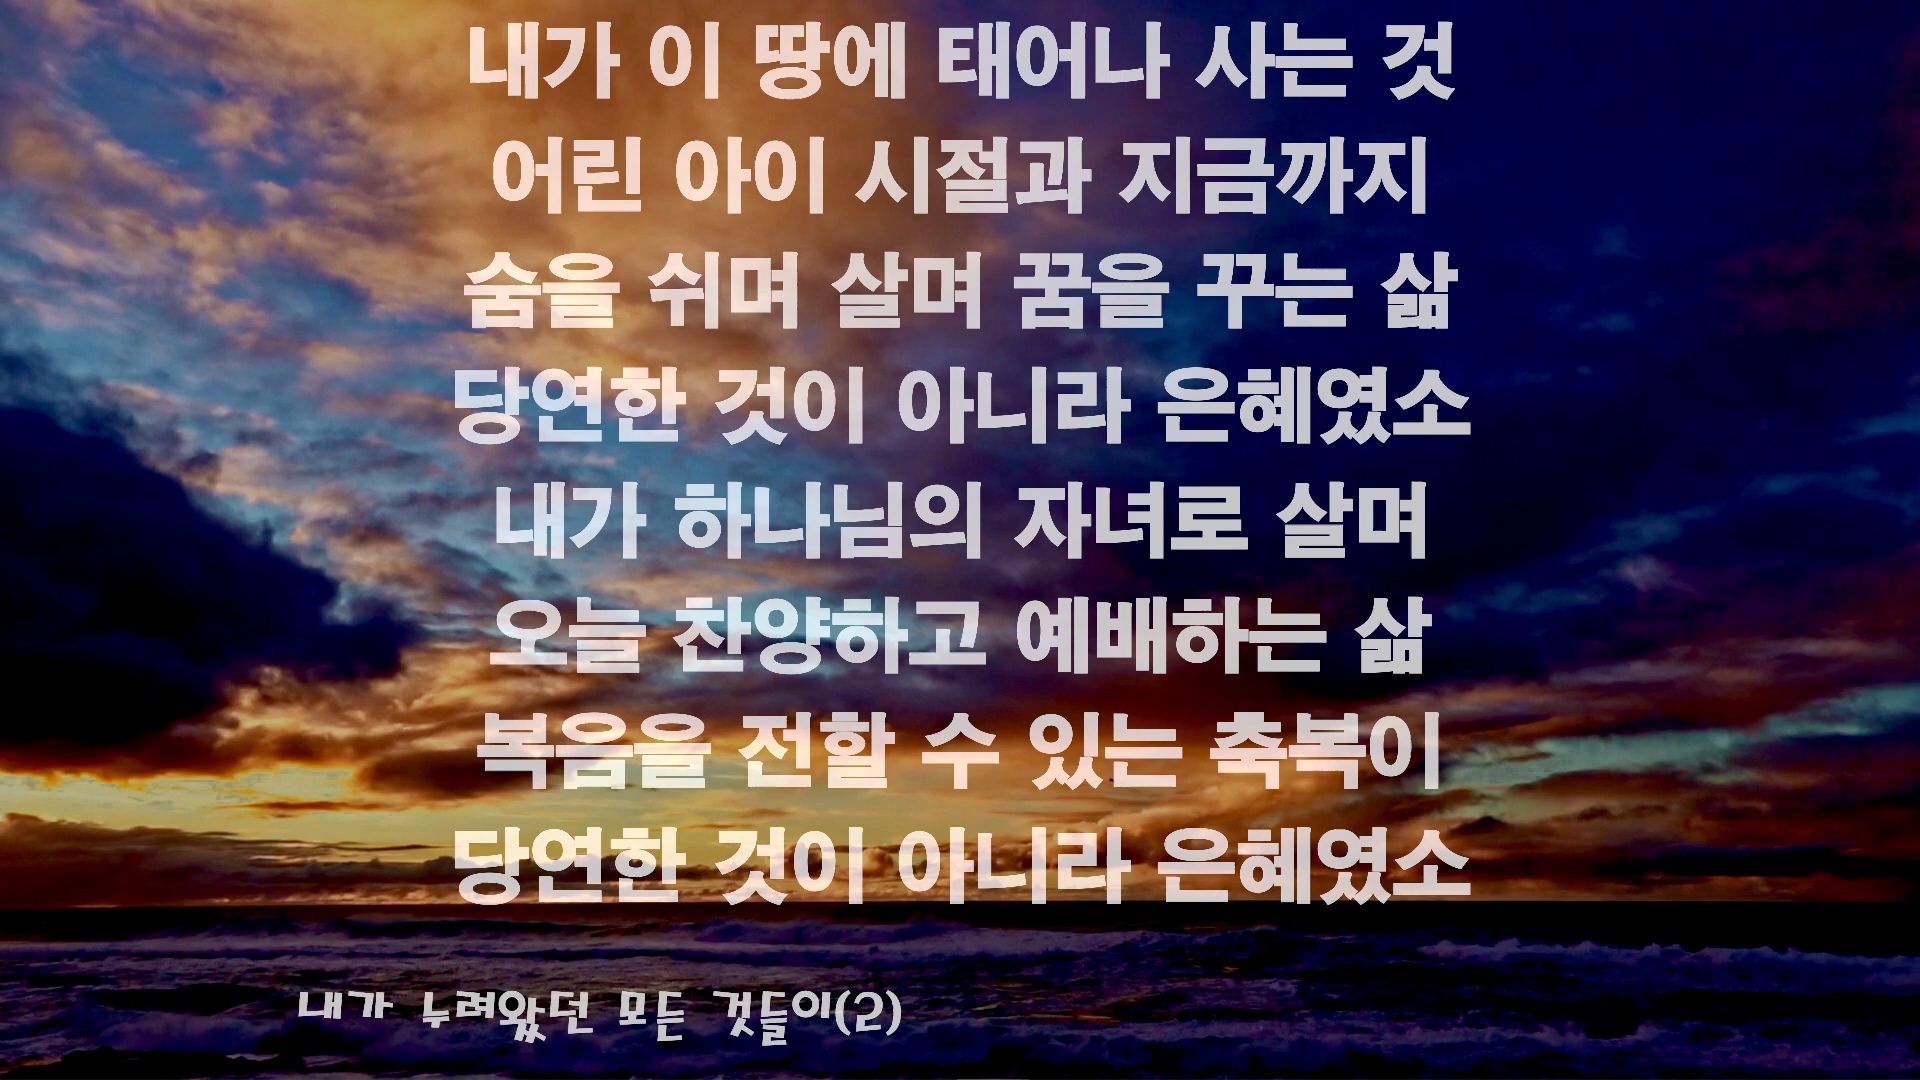 내가 이 땅에 태어나 사는 것
어린 아이 시절과 지금까지
숨을 쉬며 살며 꿈을 꾸는 삶
당연한 것이 아니라 은혜였소
내가 하나님의 자녀로 살며
오늘 찬양하고 예배하는 삶
복음을 전할 수 있는 축복이
당연한 것이 아니라 은혜였소
내가 누려왔던 모든 것들이(2)